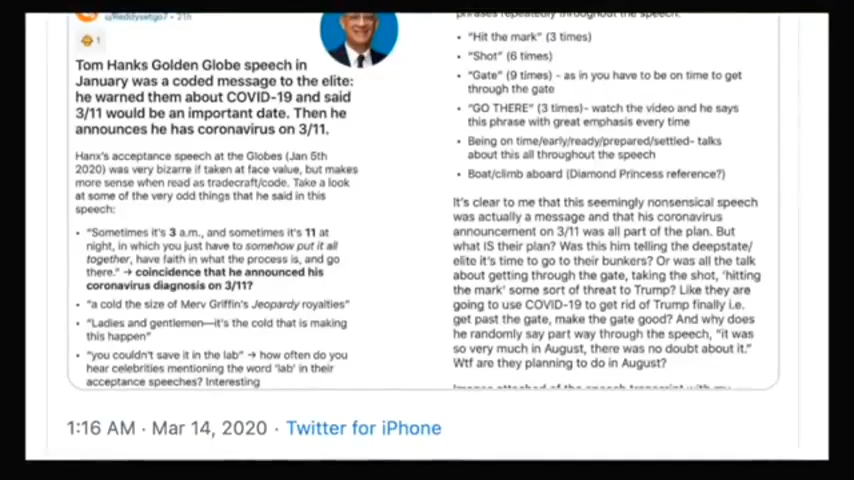 @Reddysetgo7 • 21h
1
Tom Hanks Golden Globe speech in
January was a coded message to the elite:
he warned them about COVID-19 and said
3/11 would be an important date. Then he
announces he has coronavirus on 3/11.
Hanx's acceptance speech at the Globes (Jan 5th
2020) was very bizarre if taken at face value, but makes
more sense when read as tradecraft/code. Take a look
at some of the very odd things that he said in this
speech:
• "Sometimes it's 3 a.m., and sometimes it's 11 at
night, in which you just have to somehow put it all
together, have faith in what the process is, and go
there." → coincidence that he announced his
coronavirus diagnosis on 3/11?
• "a cold the size of Merv Griffin's Jeopardy royalties"
• "Ladies and gentlemen—it's the cold that is making
this happen"
• "you couldn't save it in the lab" → how often do you
hear celebrities mentioning the word 'lab' in their
acceptance speeches? Interesting
phrases repeatedly throughout the speech.
• "Hit the mark" (3 times)
• "Shot" (6 times)
• "Gate" (9 times) - as in you have to be on time to get
through the gate
• "GO THERE" (3 times)- watch the video and he says
this phrase with great emphasis every time
• Being on time/early/ready/prepared/settled- talks
about this all throughout the speech
• Boat/climb aboard (Diamond Princess reference?)
It's clear to me that this seemingly nonsensical speech
was actually a message and that his coronavirus
announcement on 3/11 was all part of the plan. But
what IS their plan? Was this him telling the deepstate/
elite it's time to go to their bunkers? Or was all the talk
about getting through the gate, taking the shot, 'hitting
the mark' some sort of threat to Trump? Like they are
going to use COVID-19 to get rid of Trump finally i.e.
get past the gate, make the gate good? And why does
he randomly say part way through the speech, "it was
so very much in August, there was no doubt about it."
Wtf are they planning to do in August?
Images attached of the speech transcript with my
1:16 AM · Mar 14, 2020 · Twitter for iPhone